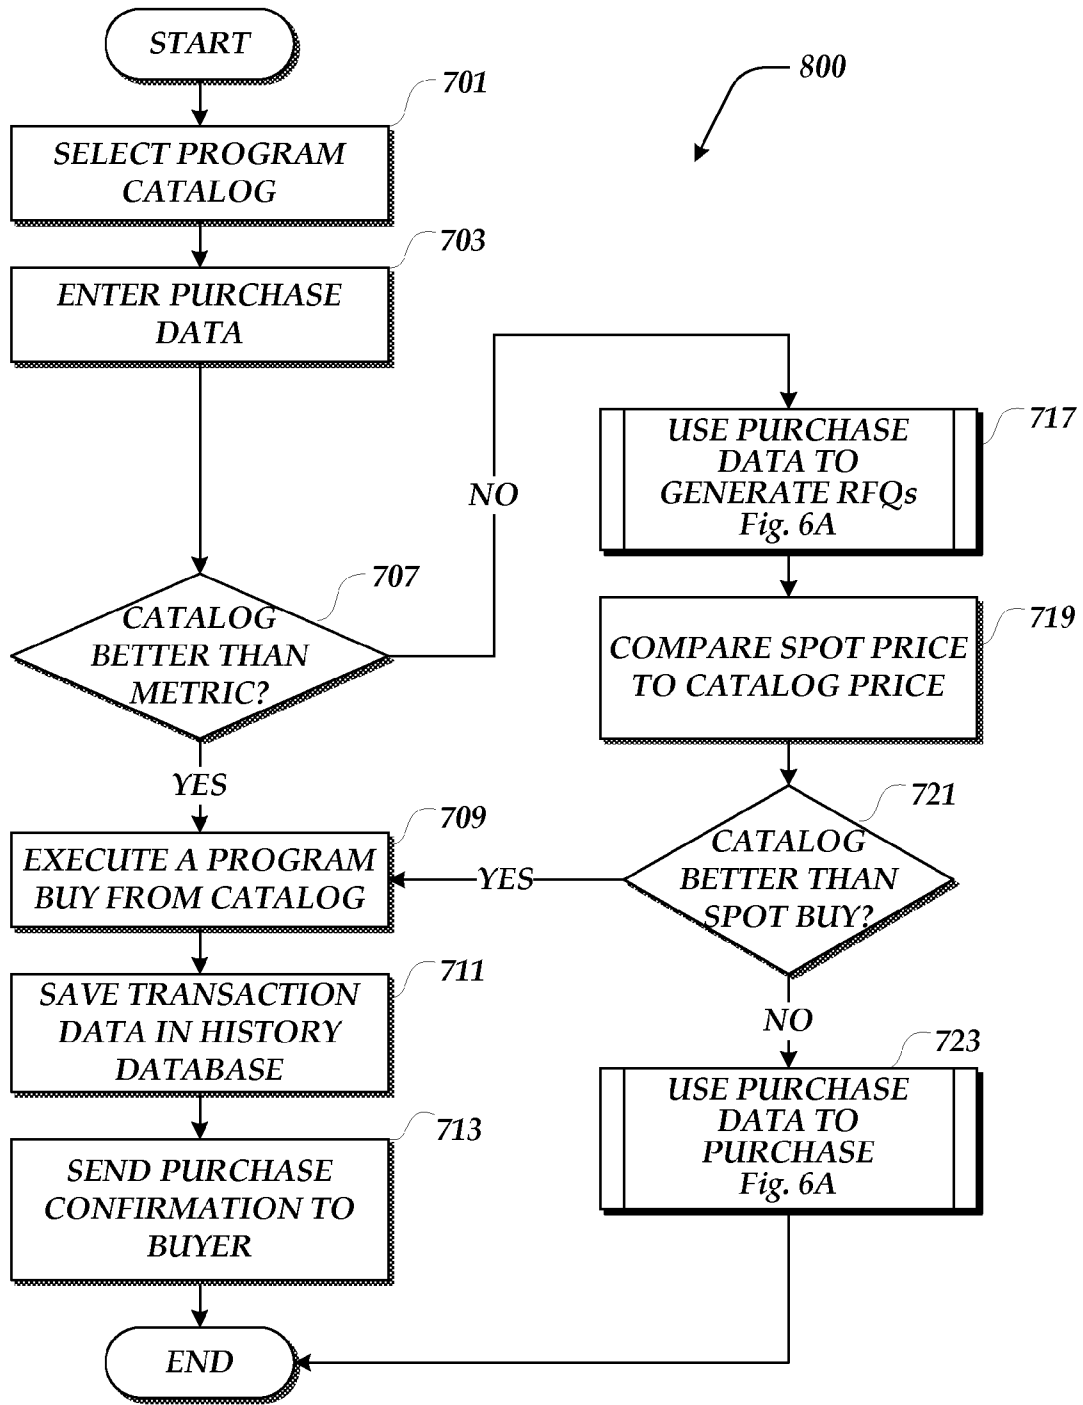 START
800
701
SELECT PROGRAM
CATALOG
703
ENTER PURCHASE
DATA
717
USE PURCHASE
DATA TO
GENERATE RFQs
Fig. 6A
NO
707
CATALOG
BETTER THAN
METRIC?
719
COMPARE SPOT PRICE
TO CATALOG PRICE
YES
721
CATALOG
BETTER THAN
SPOT BUY?
709
EXECUTE A PROGRAM
BUY FROM CATALOG
YES
711
SAVE TRANSACTION
DATA IN HISTORY
DATABASE
NO
723
USE PURCHASE
DATA TO
PURCHASE
Fig. 6A
713
SEND PURCHASE
CONFIRMATION TO
BUYER
END